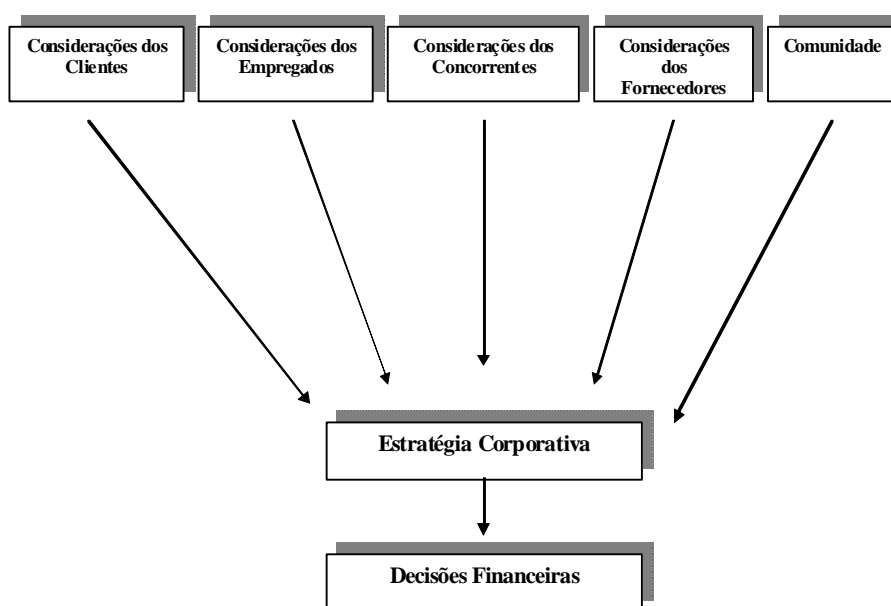 Considerações dos
Clientes
Considerações dos
Empregados
Considerações dos
Concorrentes
Considerações
dos
Fornecedores
Comunidade
Estratégia Corporativa
Decisões Financeiras